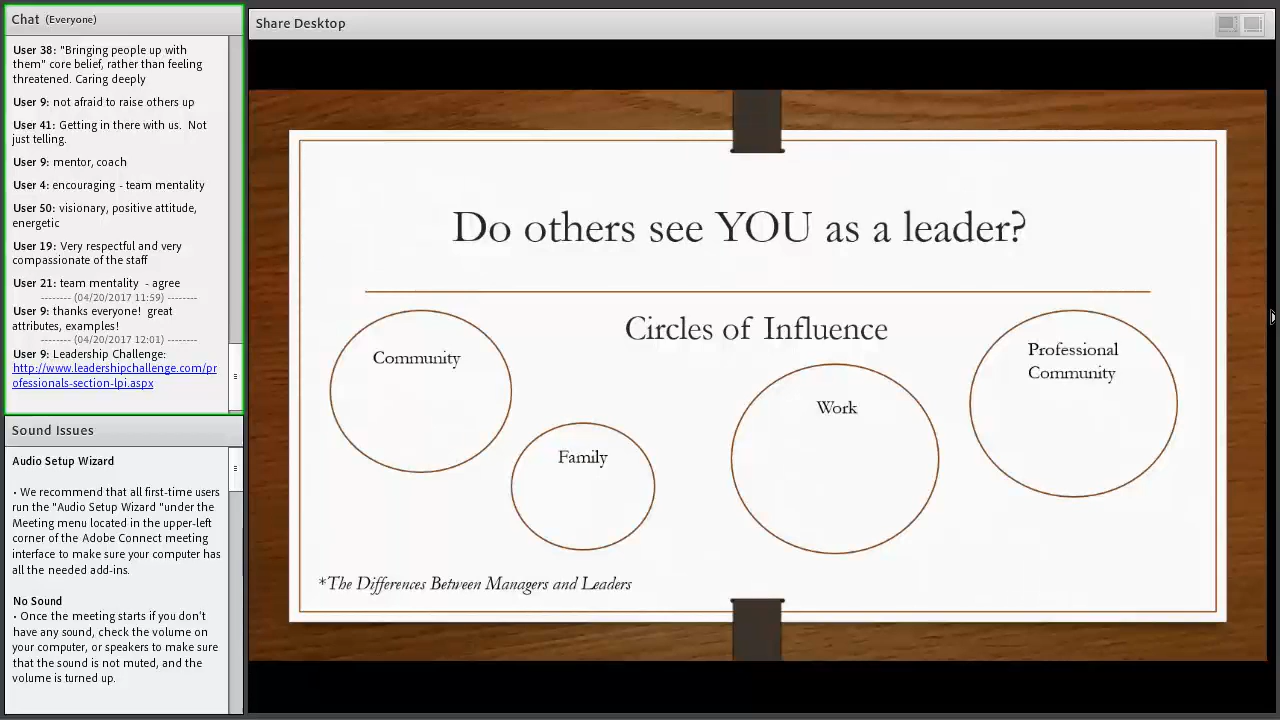 Chat (Everyone)
User 38: "Bringing people up with
them" core belief, rather than feeling
threatened. Caring deeply
User 9: not afraid to raise others up
User 41: Getting in there with us.  Not
just telling.
User 9: mentor, coach
User 4: encouraging - team mentality
User 50: visionary, positive attitude,
energetic
User 19: Very respectful and very
compassionate of the staff
User 21: team mentality  - agree
-------- (04/20/2017 11:59) --------
User 9: thanks everyone!  great
attributes, examples!
-------- (04/20/2017 12:01) --------
User 9: Leadership Challenge:
http://www.leadershipchallenge.com/pr
ofessionals-section-lpi.aspx
Sound Issues
Audio Setup Wizard
• We recommend that all first-time users
run the "Audio Setup Wizard "under the
Meeting menu located in the upper-left
corner of the Adobe Connect meeting
interface to make sure your computer has
all the needed add-ins.
No Sound
• Once the meeting starts if you don't
have any sound, check the volume on
your computer, or speakers to make sure
that the sound is not muted, and the
volume is turned up.
Share Desktop
Do others see YOU as a leader?
Circles of Influence
Community
Family
Work
Professional
Community
*The Differences Between Managers and Leaders